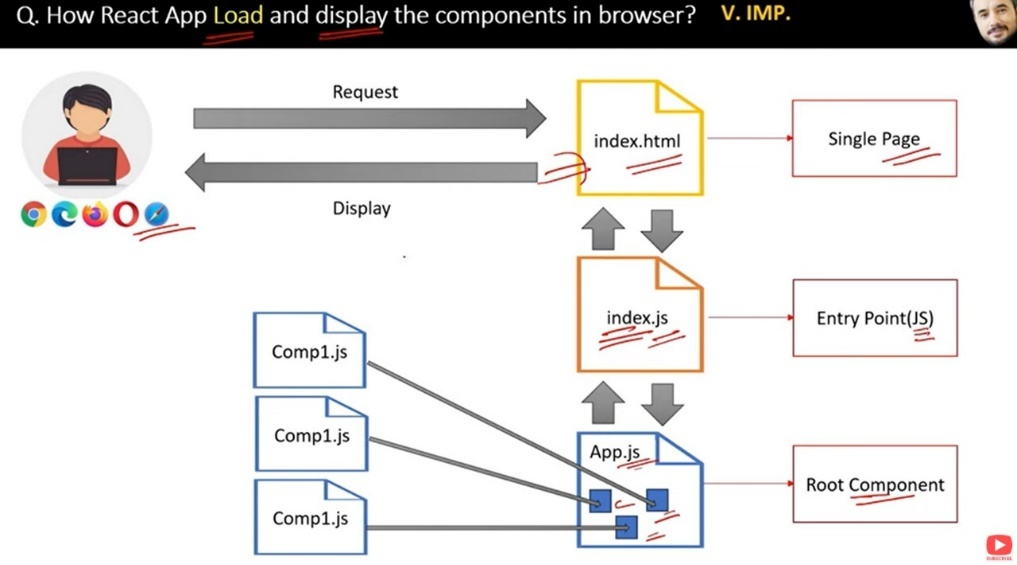 Q. How React App Load and display the components in browser? V. IMP.
Request
index.html
Single Page
Display
index.js
Entry Point(JS)
Comp1.js
Comp1.js
App.js
Root Component
Comp1.js
SUBSCRIBE